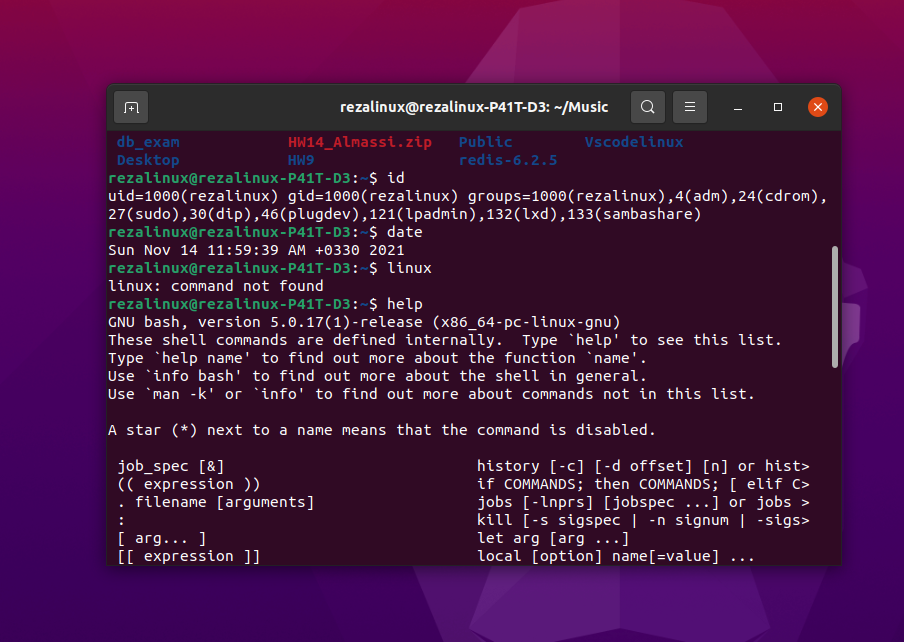 rezalinux@rezalinux-P41T-D3: ~/Music
db_exam HW14_Almassi.zip Public Vscodelinux
Desktop HW9 redis-6.2.5
rezalinux@rezalinux-P41T-D3:~$ id
uid=1000(rezalinux) gid=1000(rezalinux) groups=1000(rezalinux),4(adm),24(cdrom),
27(sudo),30(dip),46(plugdev),121(lpadmin),132(lxd),133(sambashare)
rezalinux@rezalinux-P41T-D3:~$ date
Sun Nov 14 11:59:39 AM +0330 2021
rezalinux@rezalinux-P41T-D3:~$ linux
linux: command not found
rezalinux@rezalinux-P41T-D3:~$ help
GNU bash, version 5.0.17(1)-release (x86_64-pc-linux-gnu)
These shell commands are defined internally.  Type `help' to see this list.
Type `help name' to find out more about the function `name'.
Use `info bash' to find out more about the shell in general.
Use `man -k' or `info' to find out more about commands not in this list.
A star (*) next to a name means that the command is disabled.
job_spec [&] history [-c] [-d offset] [n] or hist>
(( expression )) if COMMANDS; then COMMANDS; [ elif C>
. filename [arguments] jobs [-lnprs] [jobspec ...] or jobs >
: kill [-s sigspec | -n signum | -sigs>
[ arg... ] let arg [arg ...]
[[ expression ]] local [option] name[=value] ...